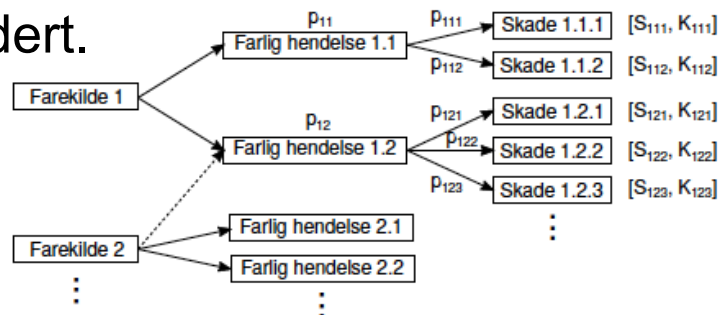 dert.
p₁₁
Farlig hendelse 1.1
p₁₁₁
Skade 1.1.1 [S₁₁₁, K₁₁₁]
p₁₁₂
Skade 1.1.2 [S₁₁₂, K₁₁₂]
Farekilde 1
p₁₂
Farlig hendelse 1.2
p₁₂₁
Skade 1.2.1 [S₁₂₁, K₁₂₁]
p₁₂₂
Skade 1.2.2 [S₁₂₂, K₁₂₂]
p₁₂₃
Skade 1.2.3 [S₁₂₃, K₁₂₃]
Farekilde 2
Farlig hendelse 2.1
Farlig hendelse 2.2